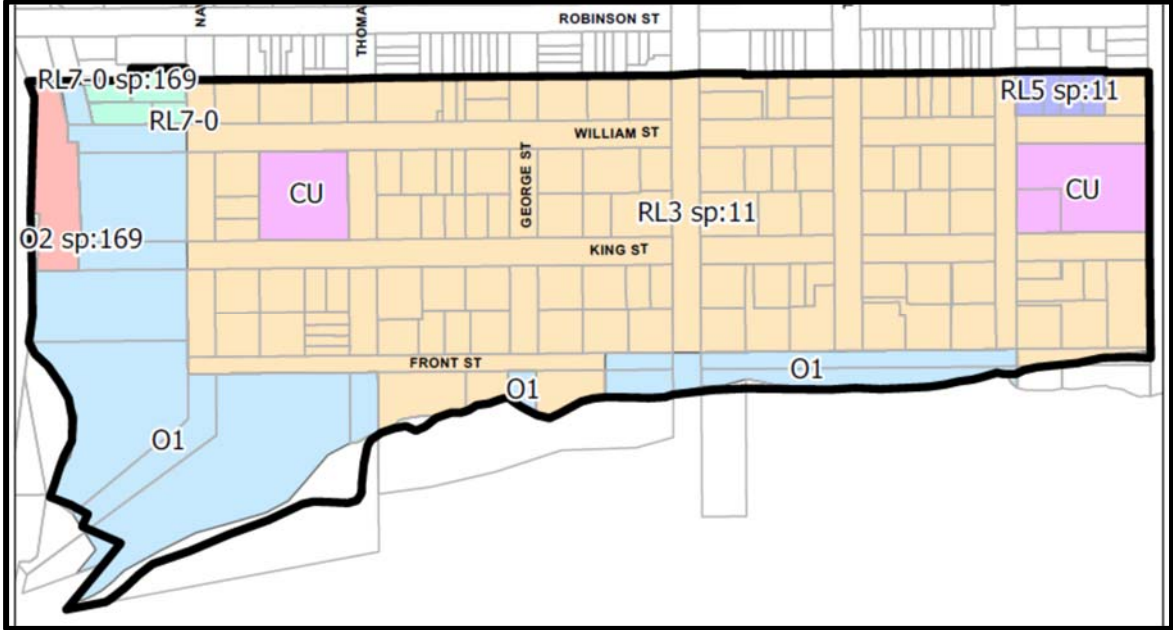 ROBINSON ST
THOMA
RL7-0 sp:169
RL5 sp:11
RL7-0
WILLIAM ST
GEORGE ST
CU
CU
RL3 sp:11
O2 sp:169
KING ST
FRONT ST
O1
O1
O1